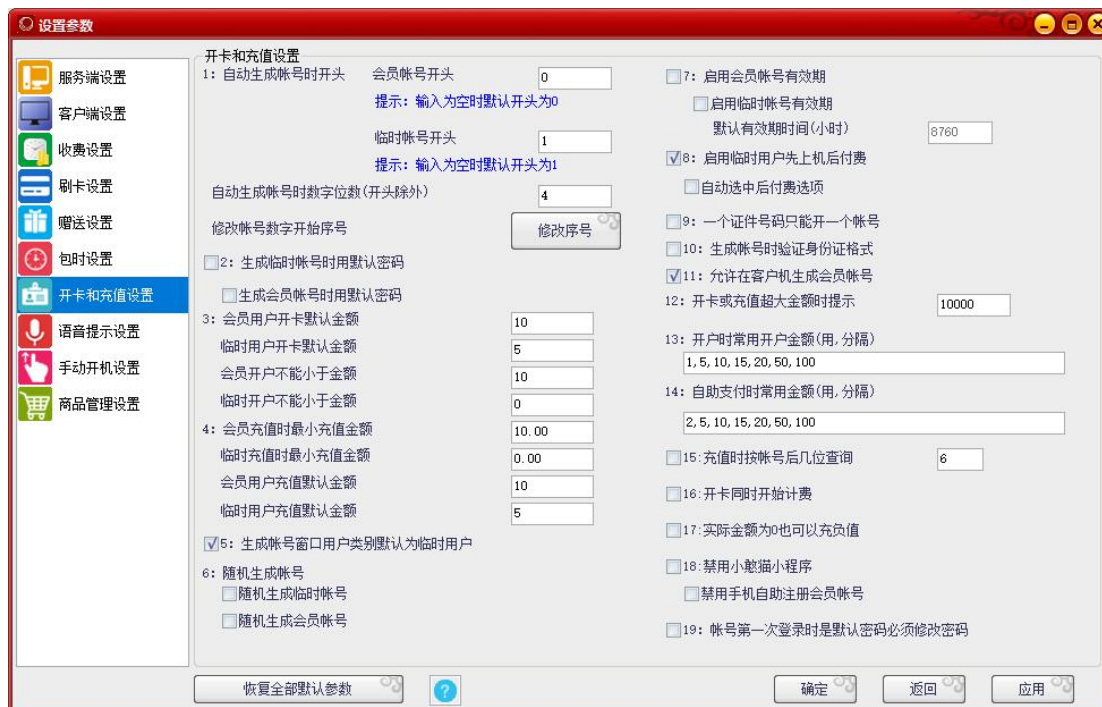 设置参数
服务端设置
客户端设置
收费设置
刷卡设置
赠送设置
包时设置
开卡和充值设置
语音提示设置
手动开机设置
商品管理设置
开卡和充值设置
1: 自动生成帐号时开头 会员帐号开头 0
提示: 输入为空时默认开头为0
临时帐号开头 1
提示: 输入为空时默认开头为1
自动生成帐号时数字位数(开头除外) 4
修改帐号数字开始序号 修改序号
2: 生成临时帐号时用默认密码
生成会员帐号时用默认密码
3: 会员用户开卡默认金额 10
临时用户开卡默认金额 5
会员开户不能小于金额 10
临时开户不能小于金额 0
4: 会员充值时最小充值金额 10.00
临时充值时最小充值金额 0.00
会员用户充值默认金额 10
临时用户充值默认金额 5
5: 生成帐号窗口用户类别默认为临时用户
6: 随机生成帐号
随机生成临时帐号
随机生成会员帐号
7: 启用会员帐号有效期
启用临时帐号有效期
默认有效期时间(小时) 8760
8: 启用临时用户先上机后付费
自动选中后付费选项
9: 一个证件号码只能开一个帐号
10: 生成帐号时验证身份证格式
11: 允许在客户机生成会员帐号
12: 开卡或充值超大金额时提示 10000
13: 开户时常用开户金额(用,分隔)
1,5,10,15,20,50,100
14: 自助支付时常用金额(用,分隔)
2,5,10,15,20,50,100
15:充值时按帐号后几位查询 6
16:开卡同时开始计费
17:实际金额为0也可以充负值
18:禁用小憨猫小程序
禁用手机自助注册会员帐号
19: 帐号第一次登录时是默认密码必须修改密码
恢复全部默认参数 ? 确定 返回 应用